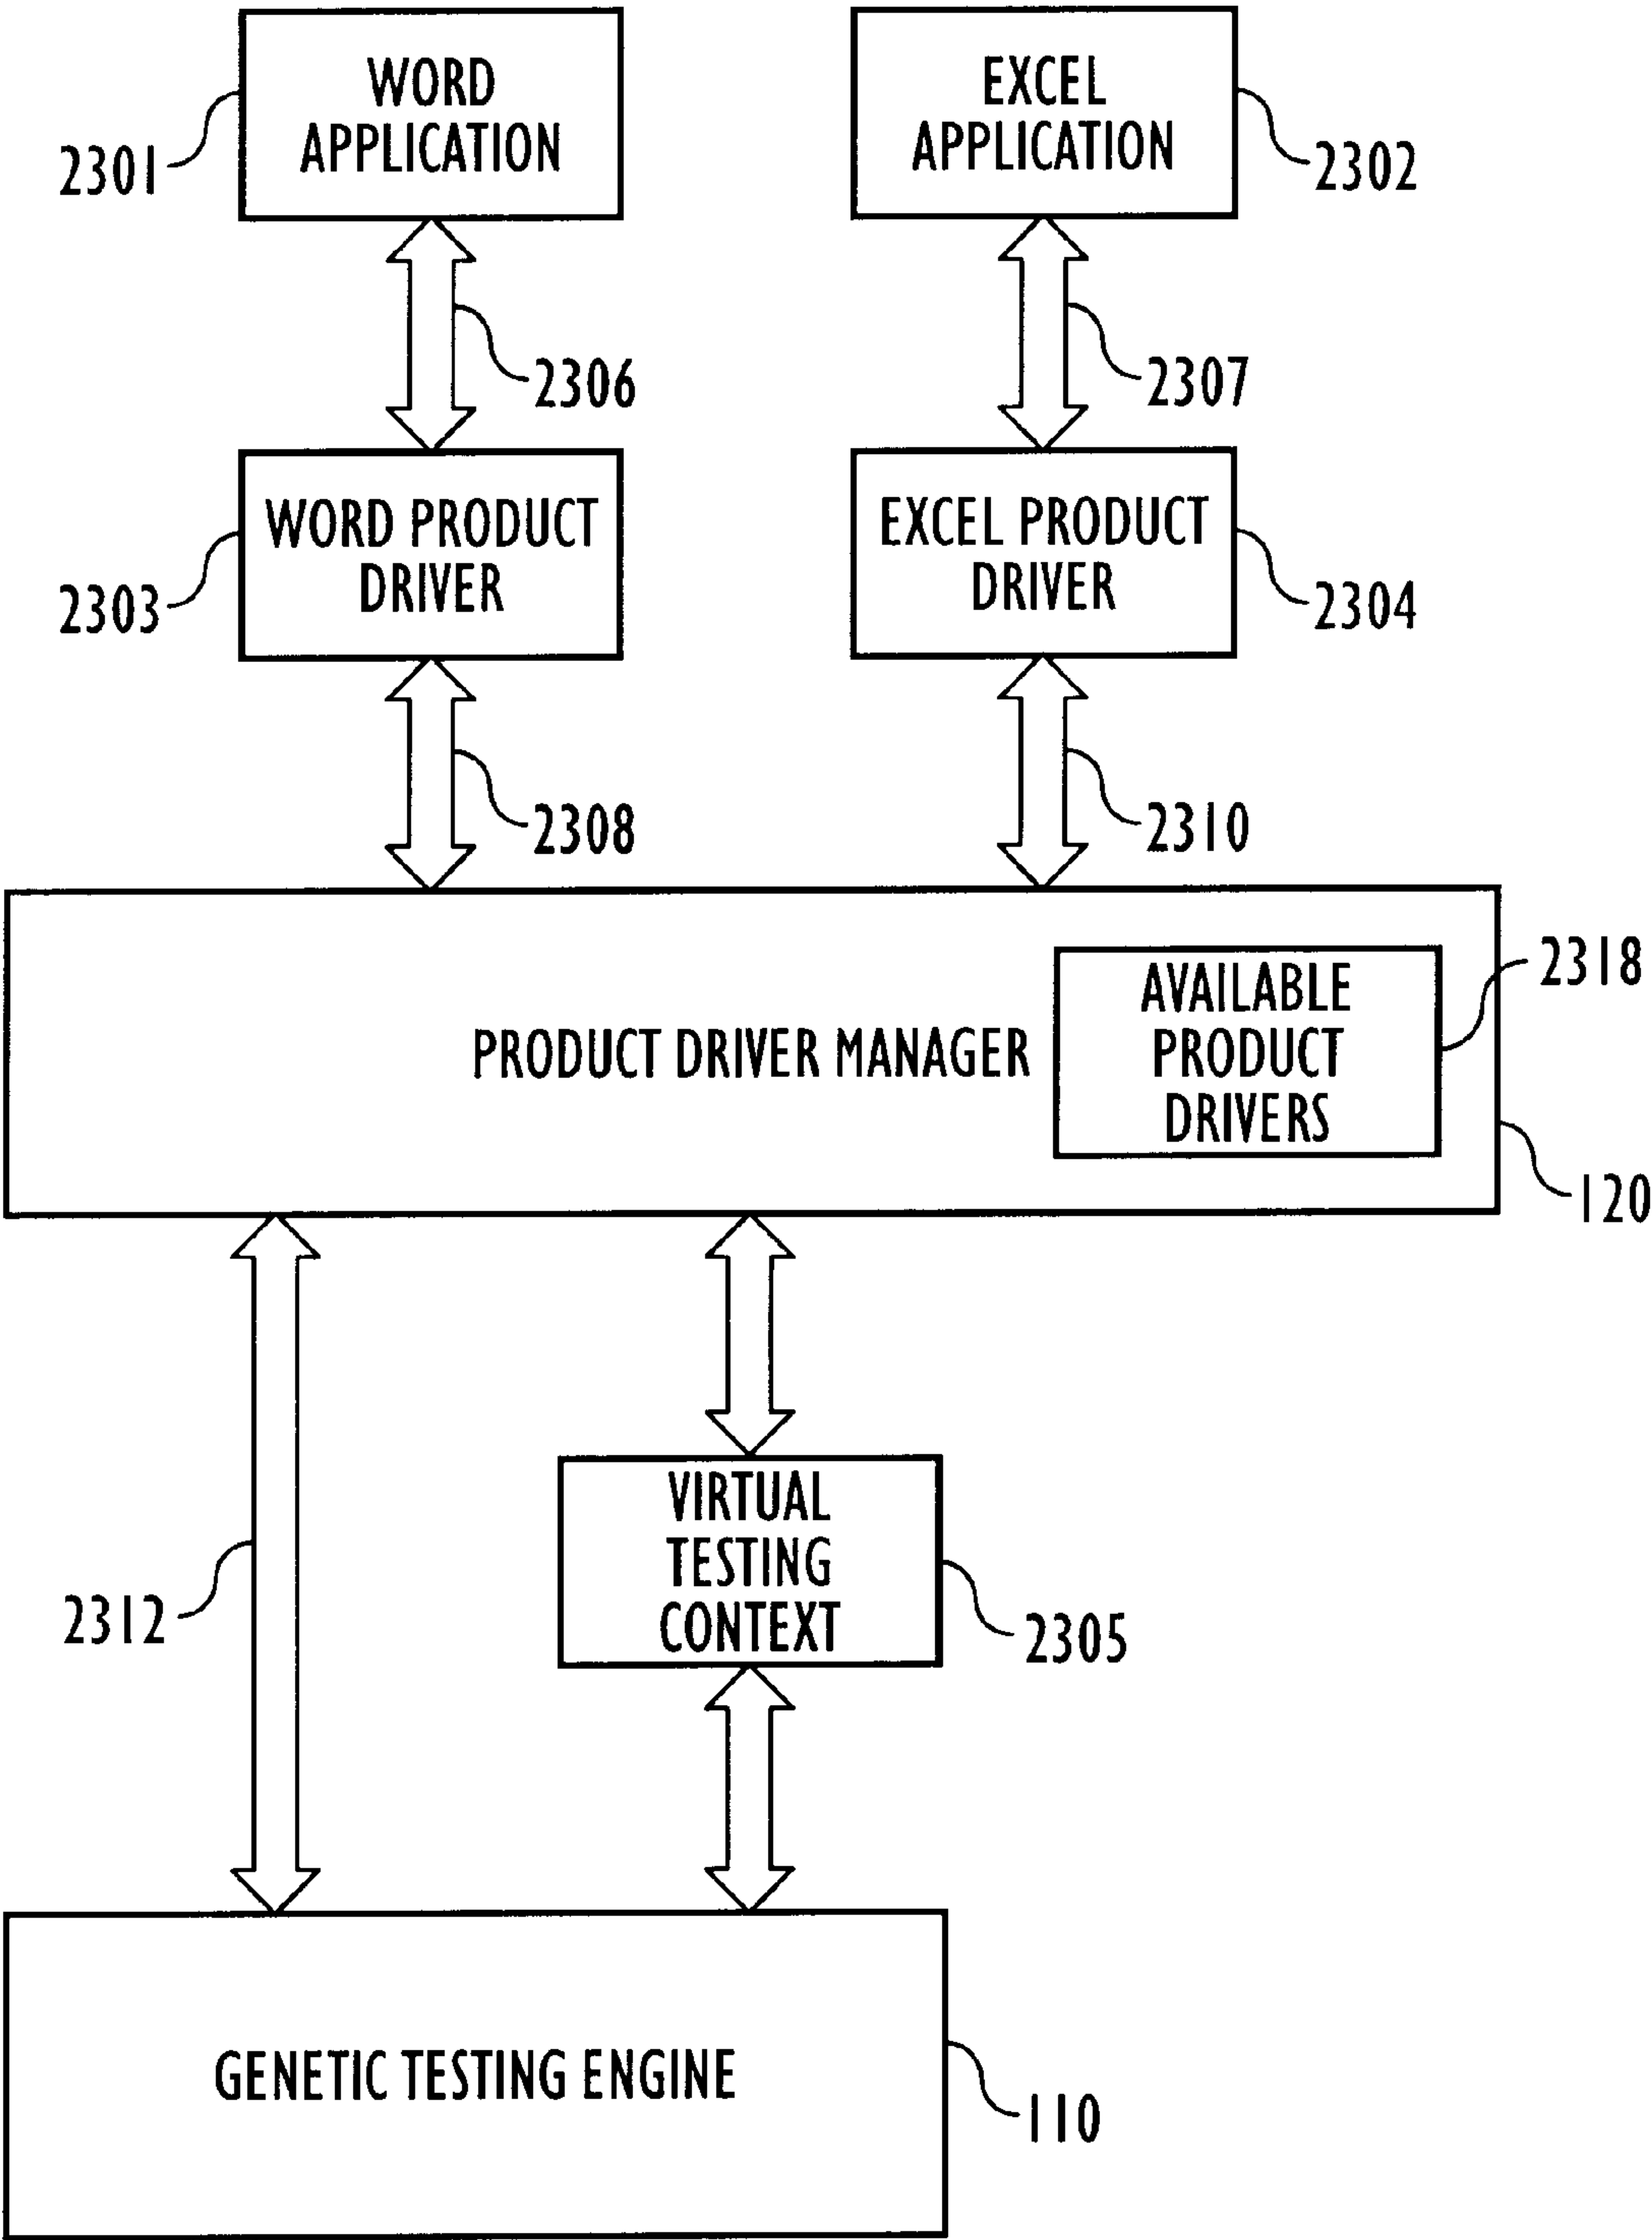 WORD
APPLICATION
2301
EXCEL
APPLICATION
2302
2306
2307
WORD PRODUCT
DRIVER
2303
EXCEL PRODUCT
DRIVER
2304
2308
2310
PRODUCT DRIVER MANAGER
AVAILABLE
PRODUCT
DRIVERS
2318
120
2312
VIRTUAL
TESTING
CONTEXT
2305
GENETIC TESTING ENGINE
110